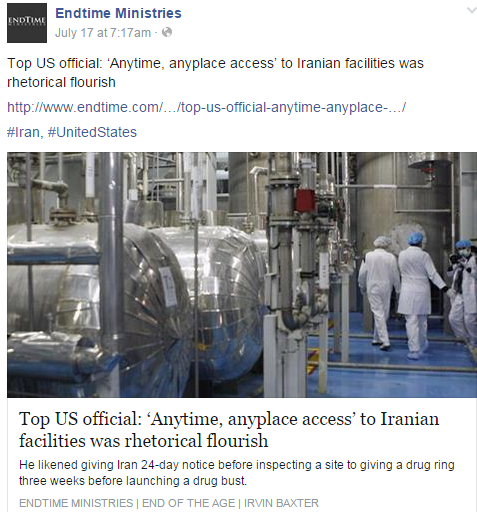 ENDTIME
MINISTRIES
Endtime Ministries
July 17 at 7:17am ·
Top US official: ‘Anytime, anyplace access’ to Iranian facilities was
rhetorical flourish
http://www.endtime.com/…/top-us-official-anytime-anyplace-…/
#Iran, #UnitedStates
Top US official: ‘Anytime, anyplace access’ to Iranian
facilities was rhetorical flourish
He likened giving Iran 24-day notice before inspecting a site to giving a drug ring
three weeks before launching a drug bust.
ENDTIME MINISTRIES | END OF THE AGE | IRVIN BAXTER